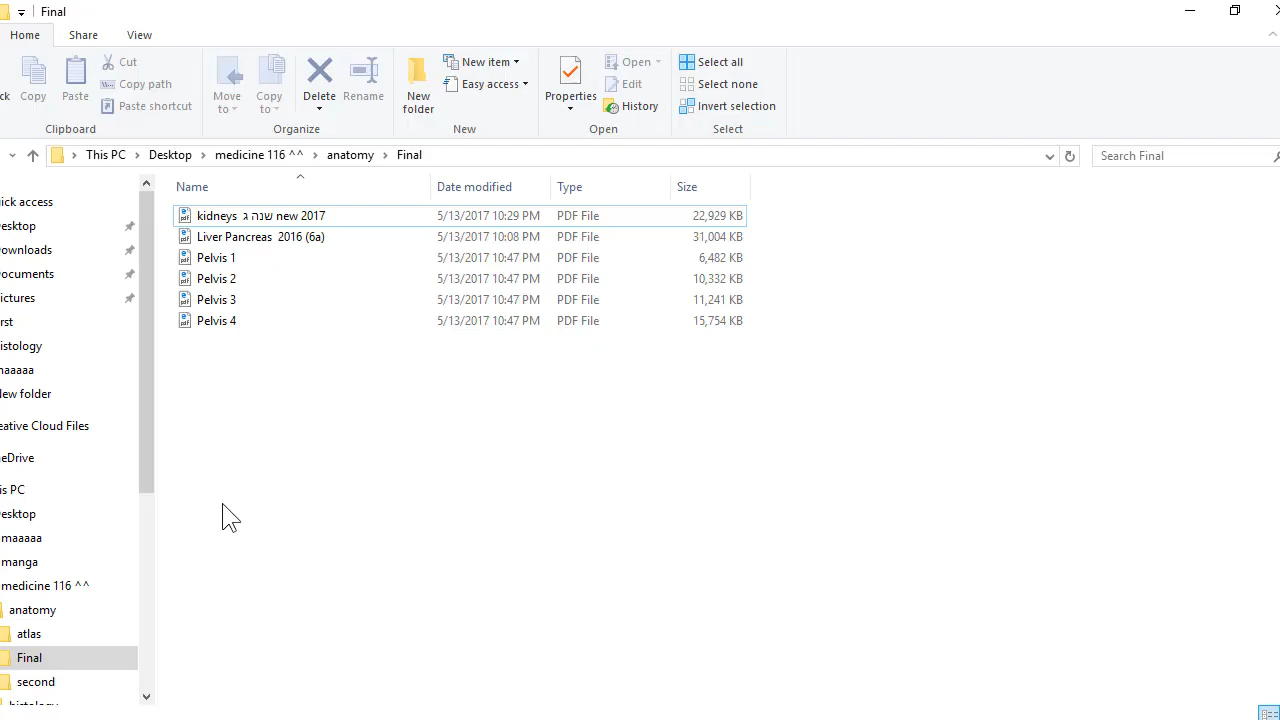 Final
Home Share View
Copy
Paste
Cut
Copy path
Paste shortcut
Clipboard
Move to
Copy to
Delete
Rename
Organize
New folder
New item
Easy access
New
Properties
Open
Edit
History
Open
Select all
Select none
Invert selection
Select
This PC > Desktop > medicine 116 ^^ > anatomy > Final
Search Final
Name Date modified Type Size
kidneys שנה ג new 2017 5/13/2017 10:29 PM PDF File 22,929 KB
Liver Pancreas 2016 (6a) 5/13/2017 10:08 PM PDF File 31,004 KB
Pelvis 1 5/13/2017 10:47 PM PDF File 6,482 KB
Pelvis 2 5/13/2017 10:47 PM PDF File 10,332 KB
Pelvis 3 5/13/2017 10:47 PM PDF File 11,241 KB
Pelvis 4 5/13/2017 10:47 PM PDF File 15,754 KB
ick access
esktop
ownloads
ocuments
ictures
rst
istology
naaaaa
lew folder
eative Cloud Files
eDrive
is PC
esktop
maaaaa
manga
medicine 116 ^^
anatomy
atlas
Final
second